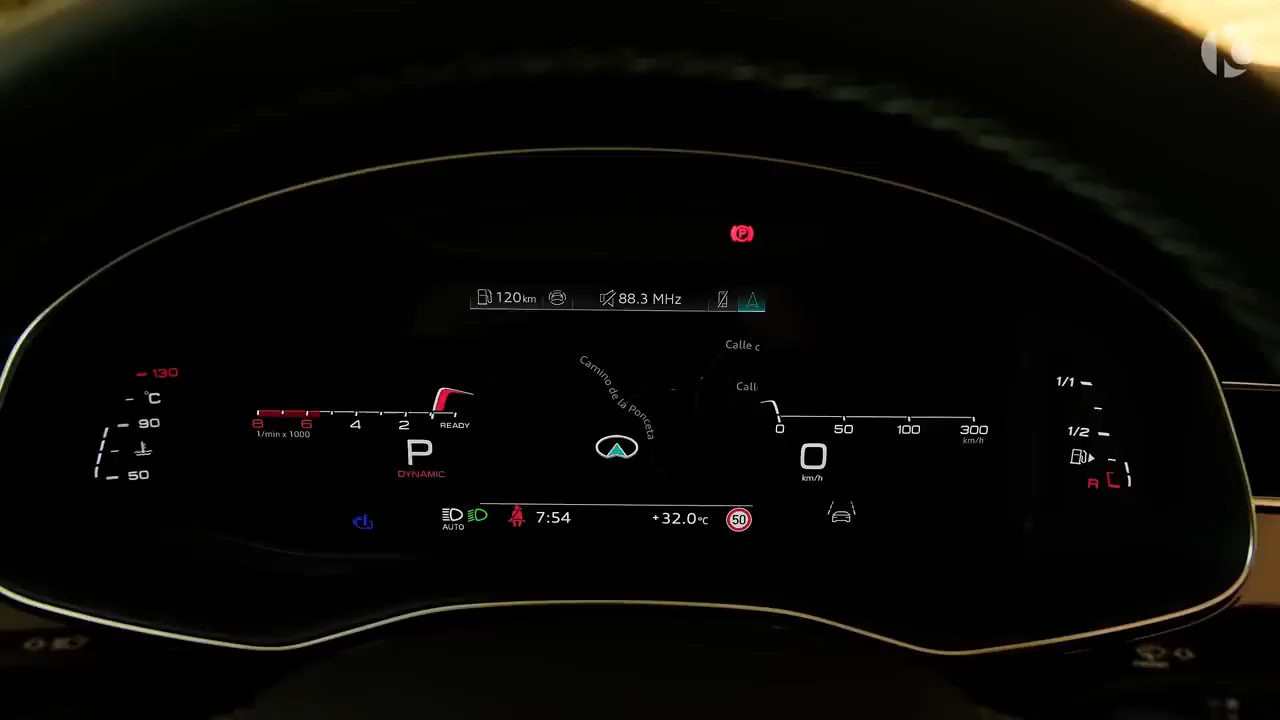 120km
88.3 MHz
Calle c
Camino de la Ponceta
Call
130
°C
90
50
8 6 4 2
READY
1/min x 1000
P
DYNAMIC
0 50 100 300
km/h
0
km/h
1/1
1/2
R
AUTO
7:54
+32.0°C
50